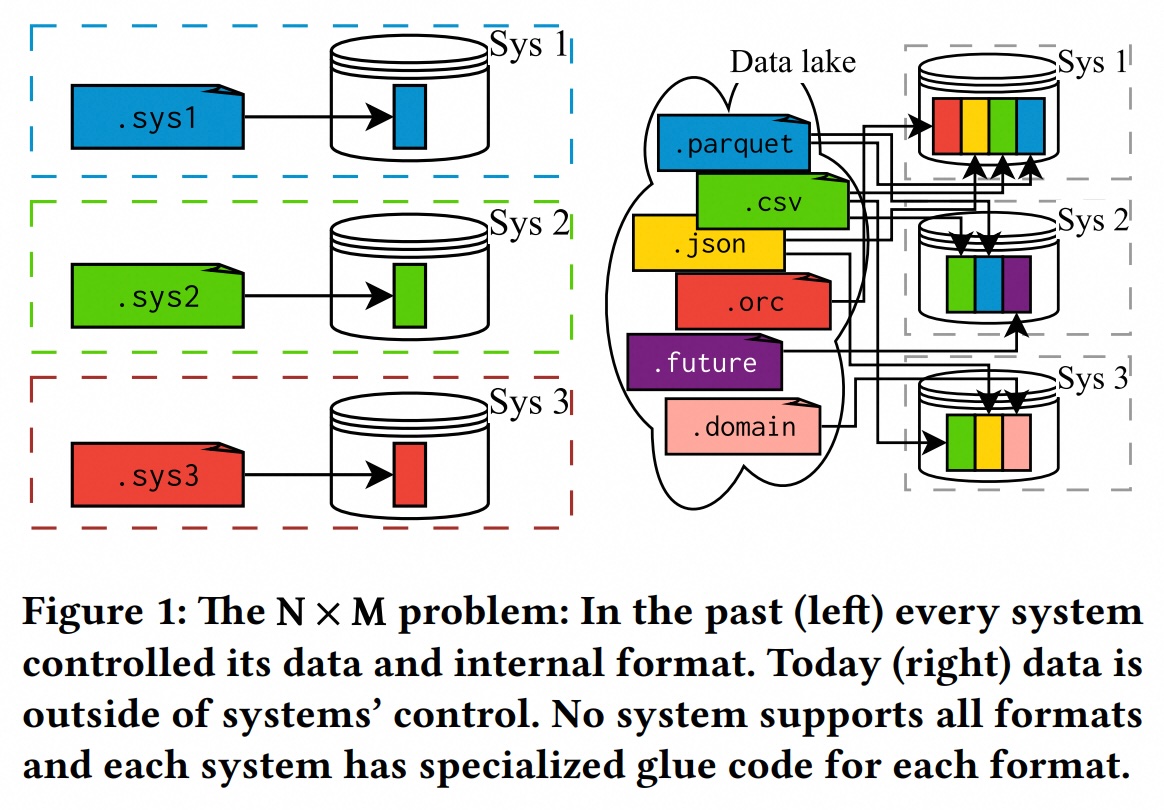 Sys 1
.sys1
Sys 2
.sys2
Sys 3
.sys3
Data lake
.parquet
.csv
.json
.orc
.future
.domain
Sys 1
Sys 2
Sys 3
Figure 1: The N × M problem: In the past (left) every system
controlled its data and internal format. Today (right) data is
outside of systems’ control. No system supports all formats
and each system has specialized glue code for each format.